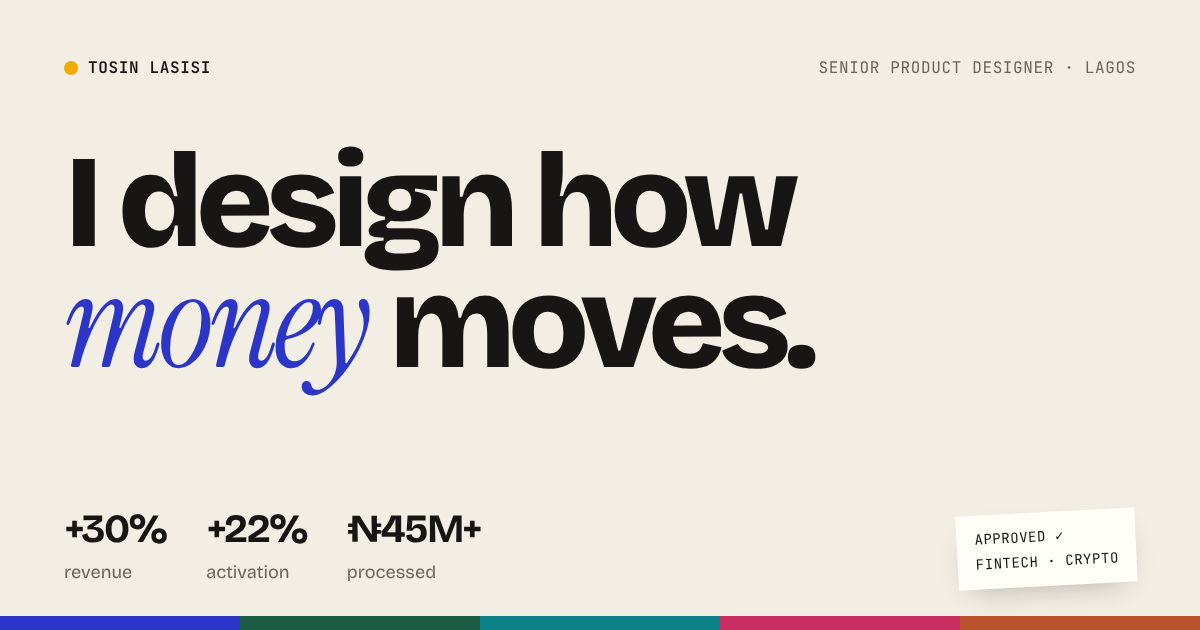 TOSIN LASISI
SENIOR PRODUCT DESIGNER · LAGOS
I design how
money moves.
+30% +22% ₦45M+
revenue activation processed
APPROVED ✓
FINTECH · CRYPTO